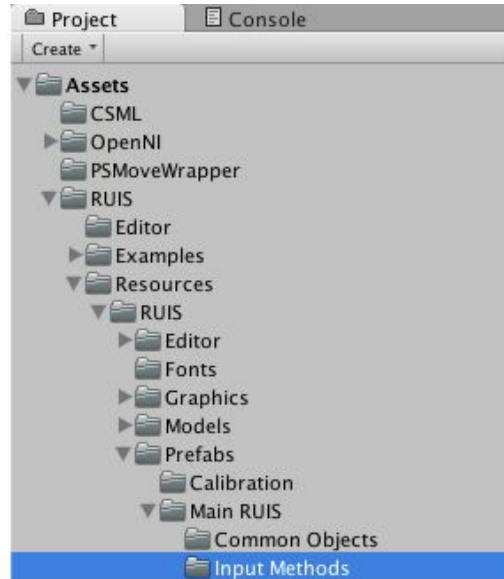 Project Console
Create
Assets
CSML
OpenNI
PSMoveWrapper
RUIS
Editor
Examples
Resources
RUIS
Editor
Fonts
Graphics
Models
Prefabs
Calibration
Main RUIS
Common Objects
Input Methods